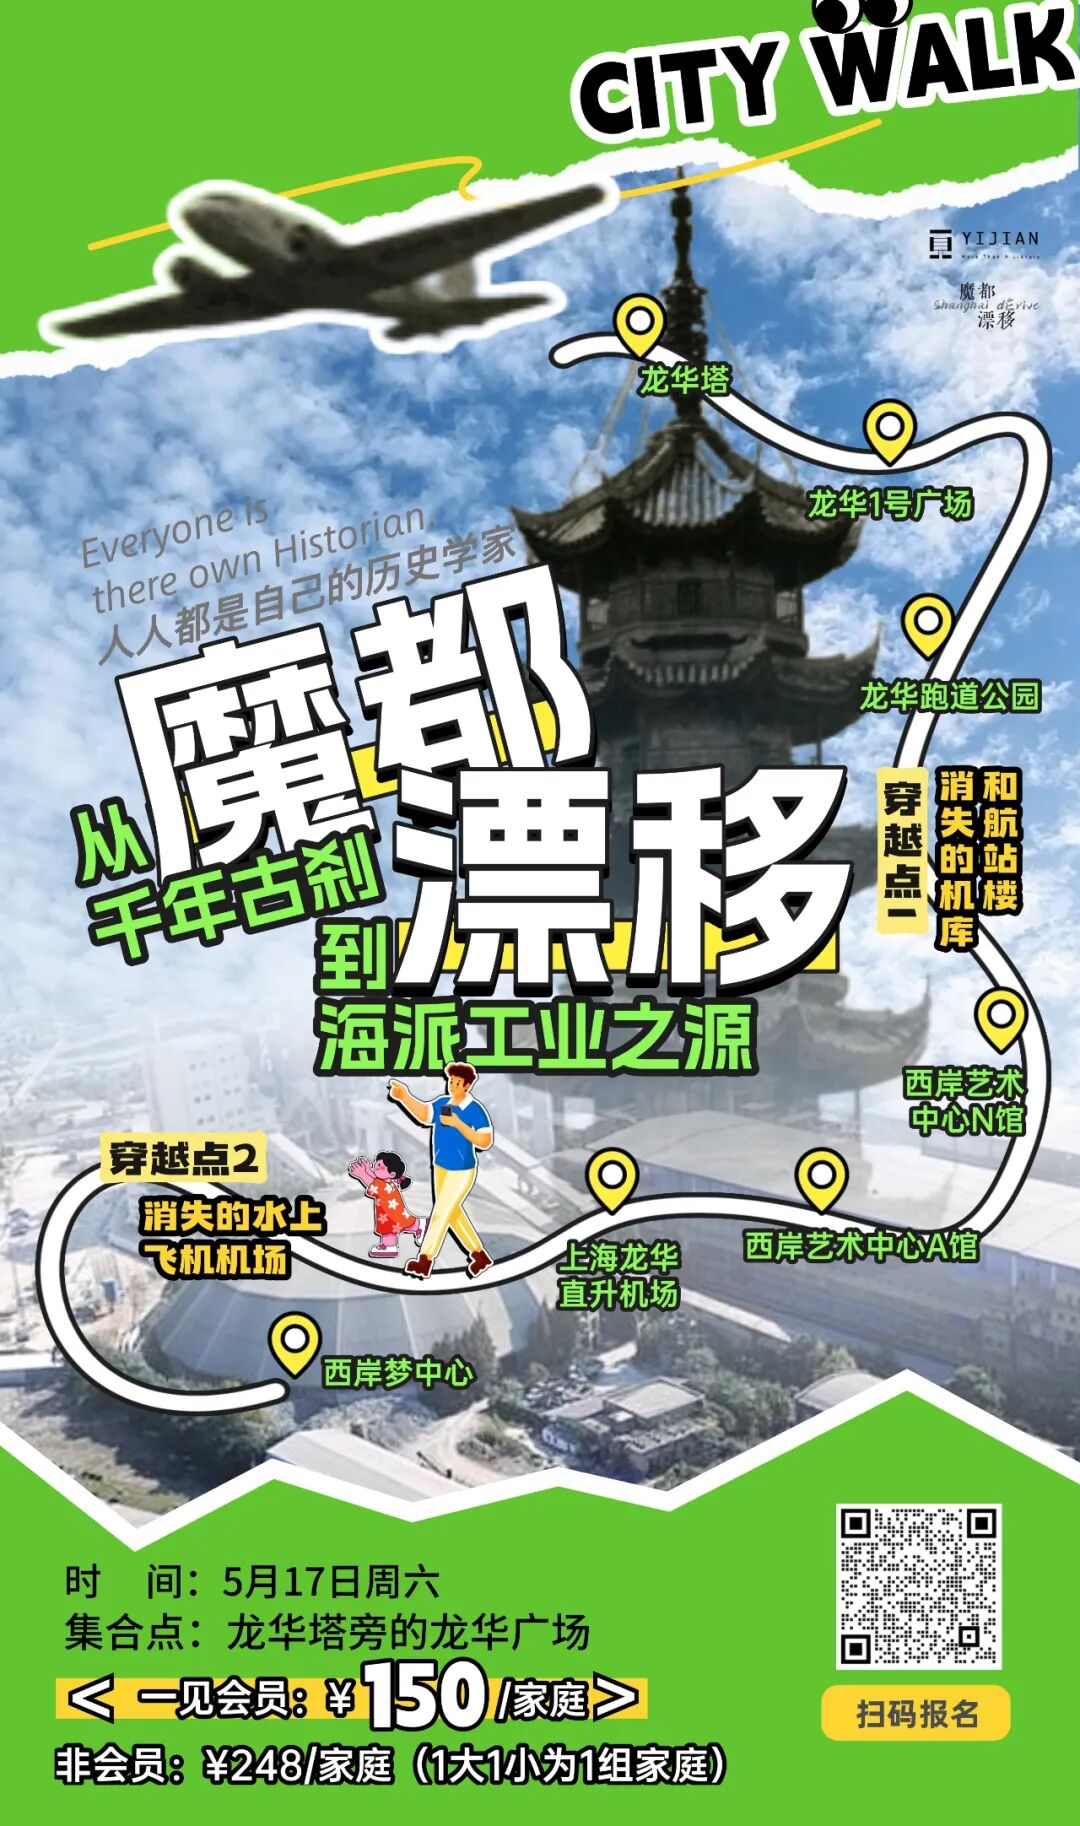 CITY WALK
YIJIAN
More Than A Library
魔都
Shanghai dérive
漂移
龙华塔
龙华1号广场
Everyone is
there own Historian.
人人都是自己的历史学家
龙华跑道公园
魔都
漂移
从
千年古刹
到
海派工业之源
穿越点一
消失的机库
和航站楼
西岸艺术
中心N馆
穿越点2
消失的水上
飞机机场
上海龙华
直升机场
西岸艺术中心A馆
西岸梦中心
时 间：5月17日周六
集合点：龙华塔旁的龙华广场
< 一见会员：¥150/家庭 >
非会员：¥248/家庭（1大1小为1组家庭）
扫码报名